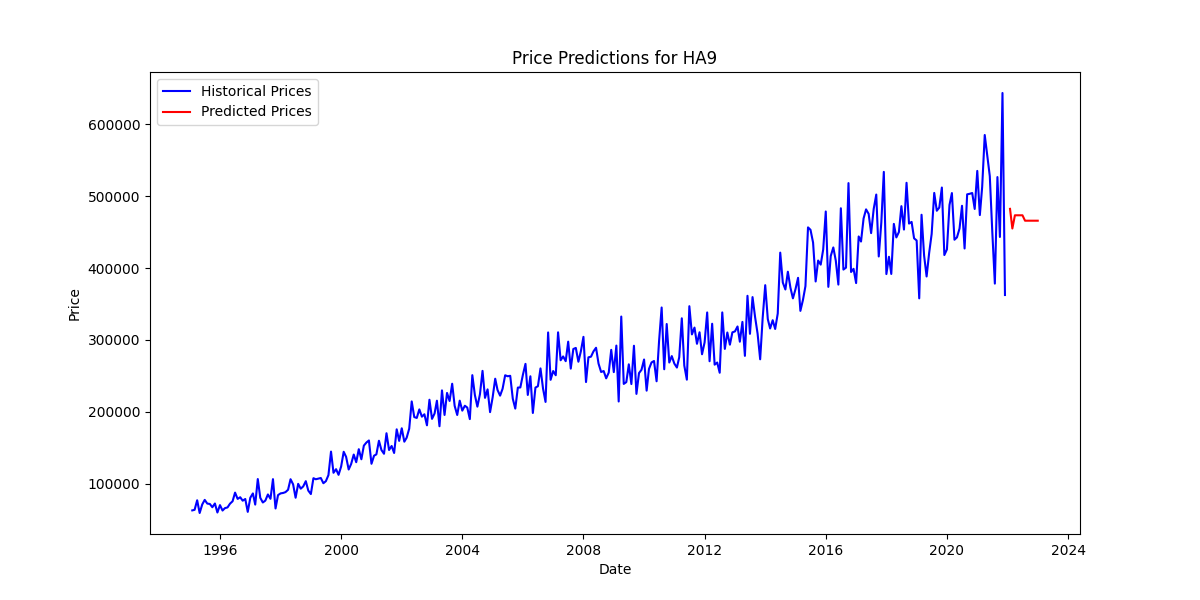 Price Predictions for HA9
Historical Prices
Predicted Prices
600000
500000
400000
300000
200000
100000
Price
1996 2000 2004 2008 2012 2016 2020 2024
Date